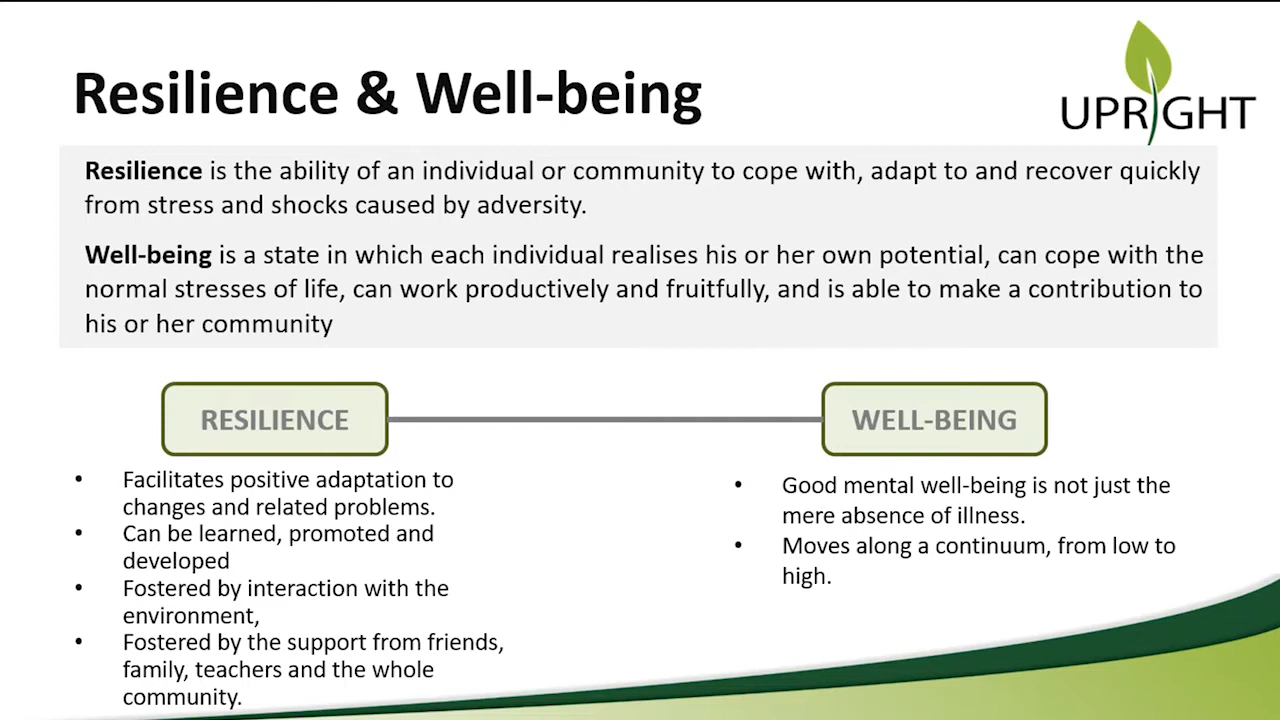 Resilience & Well-being
UPRIGHT
Resilience is the ability of an individual or community to cope with, adapt to and recover quickly
from stress and shocks caused by adversity.
Well-being is a state in which each individual realises his or her own potential, can cope with the
normal stresses of life, can work productively and fruitfully, and is able to make a contribution to
his or her community
RESILIENCE
• Facilitates positive adaptation to
changes and related problems.
• Can be learned, promoted and
developed
• Fostered by interaction with the
environment,
• Fostered by the support from friends,
family, teachers and the whole
community.
WELL-BEING
• Good mental well-being is not just the
mere absence of illness.
• Moves along a continuum, from low to
high.